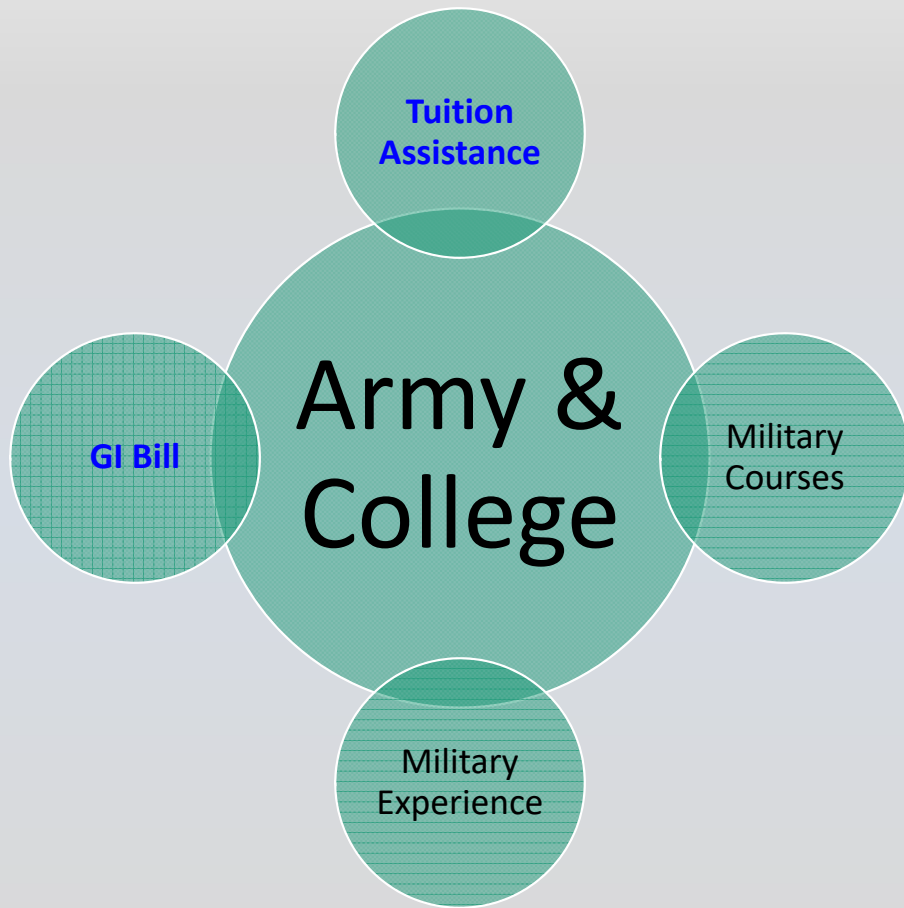 Tuition
Assistance
Army &
College
GI Bill
Military
Courses
Military
Experience